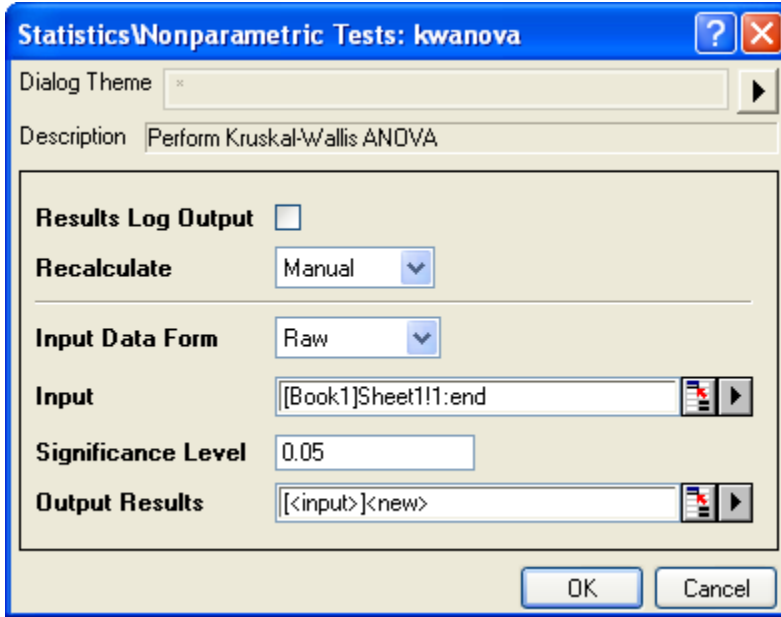 Statistics\Nonparametric Tests: kwanova
Dialog Theme *
Description Perform Kruskal-Wallis ANOVA
Results Log Output
Recalculate Manual
Input Data Form Raw
Input [Book1]Sheet1!1:end
Significance Level 0.05
Output Results [<input>]<new>
OK Cancel